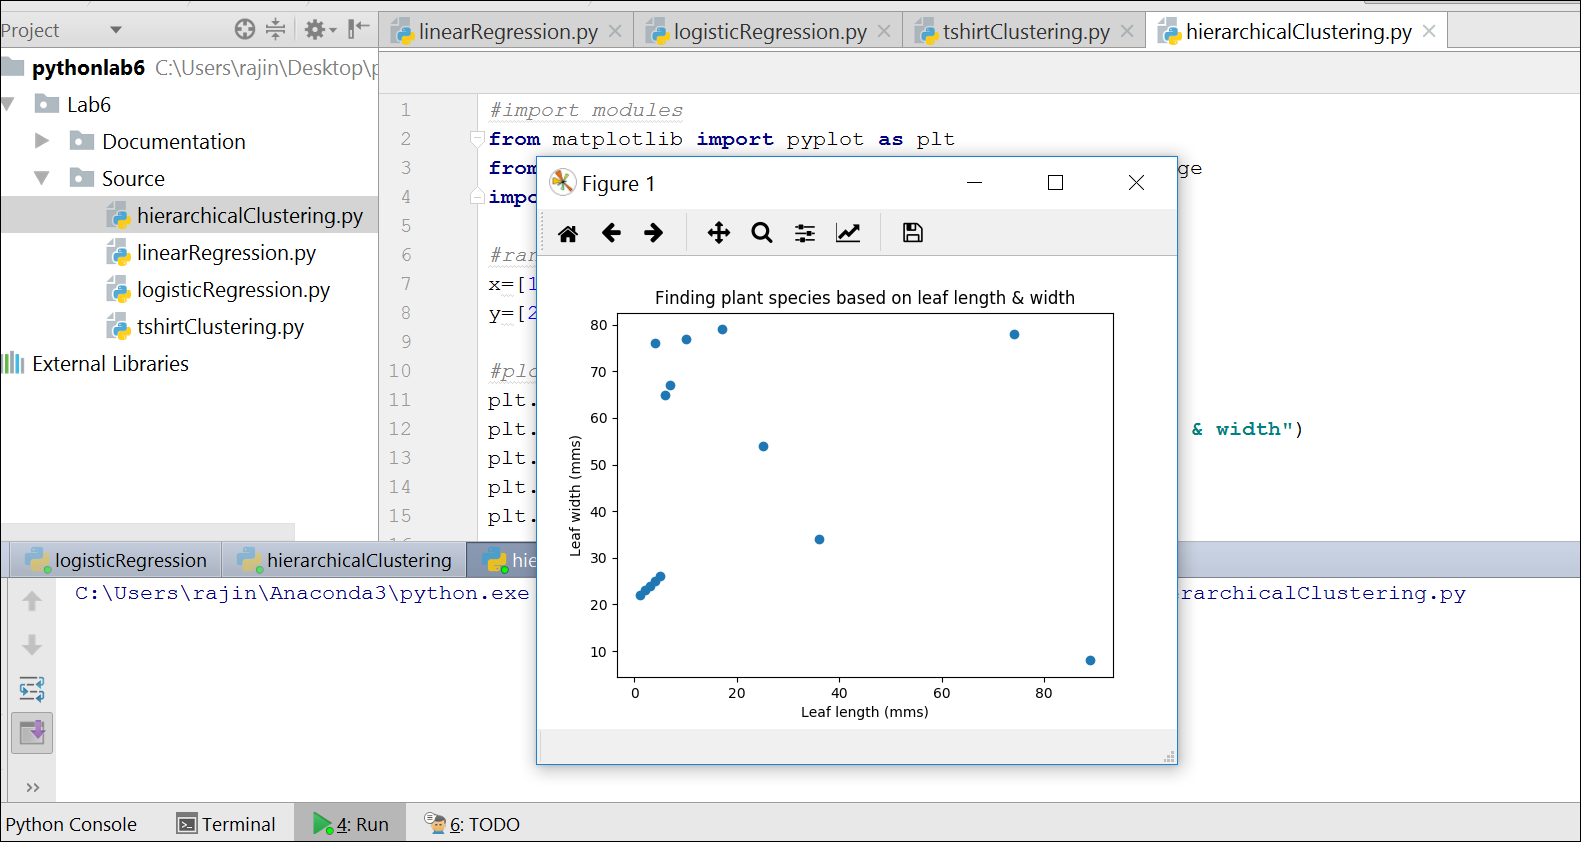 Project
linearRegression.py
logisticRegression.py
tshirtClustering.py
hierarchicalClustering.py
pythonlab6 C:\Users\rajin\Desktop\p
Lab6
Documentation
Source
hierarchicalClustering.py
linearRegression.py
logisticRegression.py
tshirtClustering.py
External Libraries
1 #import modules
2 from matplotlib import pyplot as plt
3 from ge
4 impo
5
6 #ran
7 x=[1
8 y=[2
9
10 #plo
11 plt.
12 plt. & width")
13 plt.
14 plt.
15 plt.
Figure 1
Finding plant species based on leaf length & width
80
70
60
50
40
30
20
10
Leaf width (mms)
0 20 40 60 80
Leaf length (mms)
logisticRegression
hierarchicalClustering
hie
C:\Users\rajin\Anaconda3\python.exe rarchicalClustering.py
Python Console
Terminal
4: Run
6: TODO